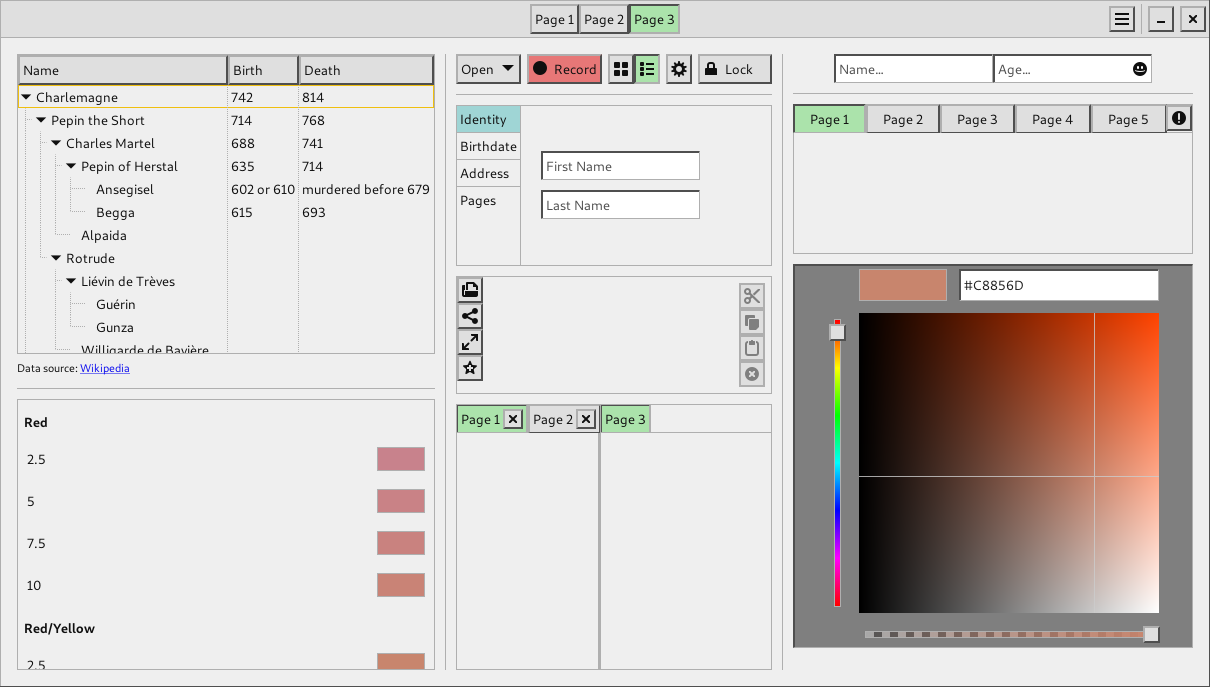 Page 1 Page 2 Page 3
Name Birth Death
Charlemagne 742 814
Pepin the Short 714 768
Charles Martel 688 741
Pepin of Herstal 635 714
Ansegisel 602 or 610 murdered before 679
Begga 615 693
Alpaida
Rotrude
Liévin de Trèves
Guérin
Gunza
Willigarde de Bavière
Data source: Wikipedia
Red
2.5
5
7.5
10
Red/Yellow
2.5
Open Record Lock
Identity
Birthdate
Address
Pages
First Name
Last Name
Page 1 Page 2 Page 3
Name... Age...
Page 1 Page 2 Page 3 Page 4 Page 5
#C8856D